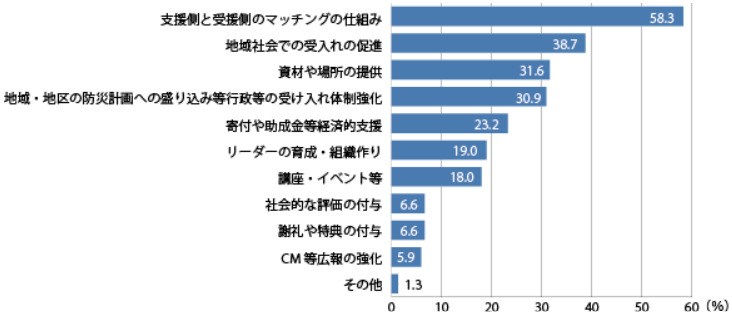 支援側と受援側のマッチングの仕組み 58.3
地域社会での受入れの促進 38.7
資材や場所の提供 31.6
地域・地区の防災計画への盛り込み等行政等の受け入れ体制強化 30.9
寄付や助成金等経済的支援 23.2
リーダーの育成・組織作り 19.0
講座・イベント等 18.0
社会的な評価の付与 6.6
謝礼や特典の付与 6.6
CM等広報の強化 5.9
その他 1.3
0 10 20 30 40 50 60 (%)